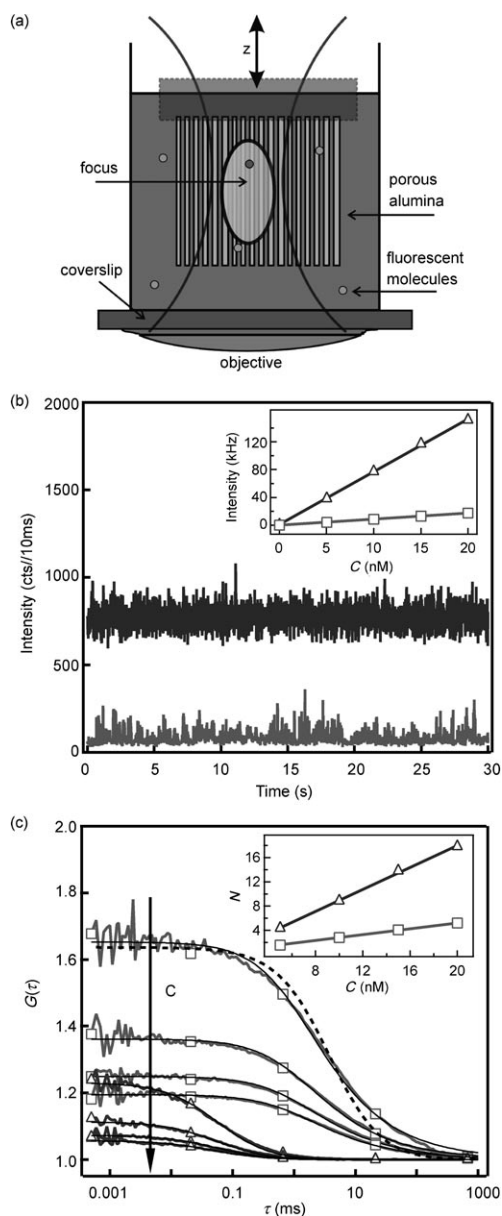 (a)
z
focus
porous
alumina
fluorescent
molecules
coverslip
objective
(b)
2000
1500
1000
500
0
Intensity (cts//10ms)
0 5 10 15 20 25 30
Time (s)
120
80
40
0
Intensity (kHz)
0 5 10 15 20
C (nM)
(c)
2.0
1.8
1.6
1.4
1.2
1.0
G(τ)
C
0.001 0.1 10 1000
τ (ms)
16
12
8
4
N
8 12 16 20
C (nM)